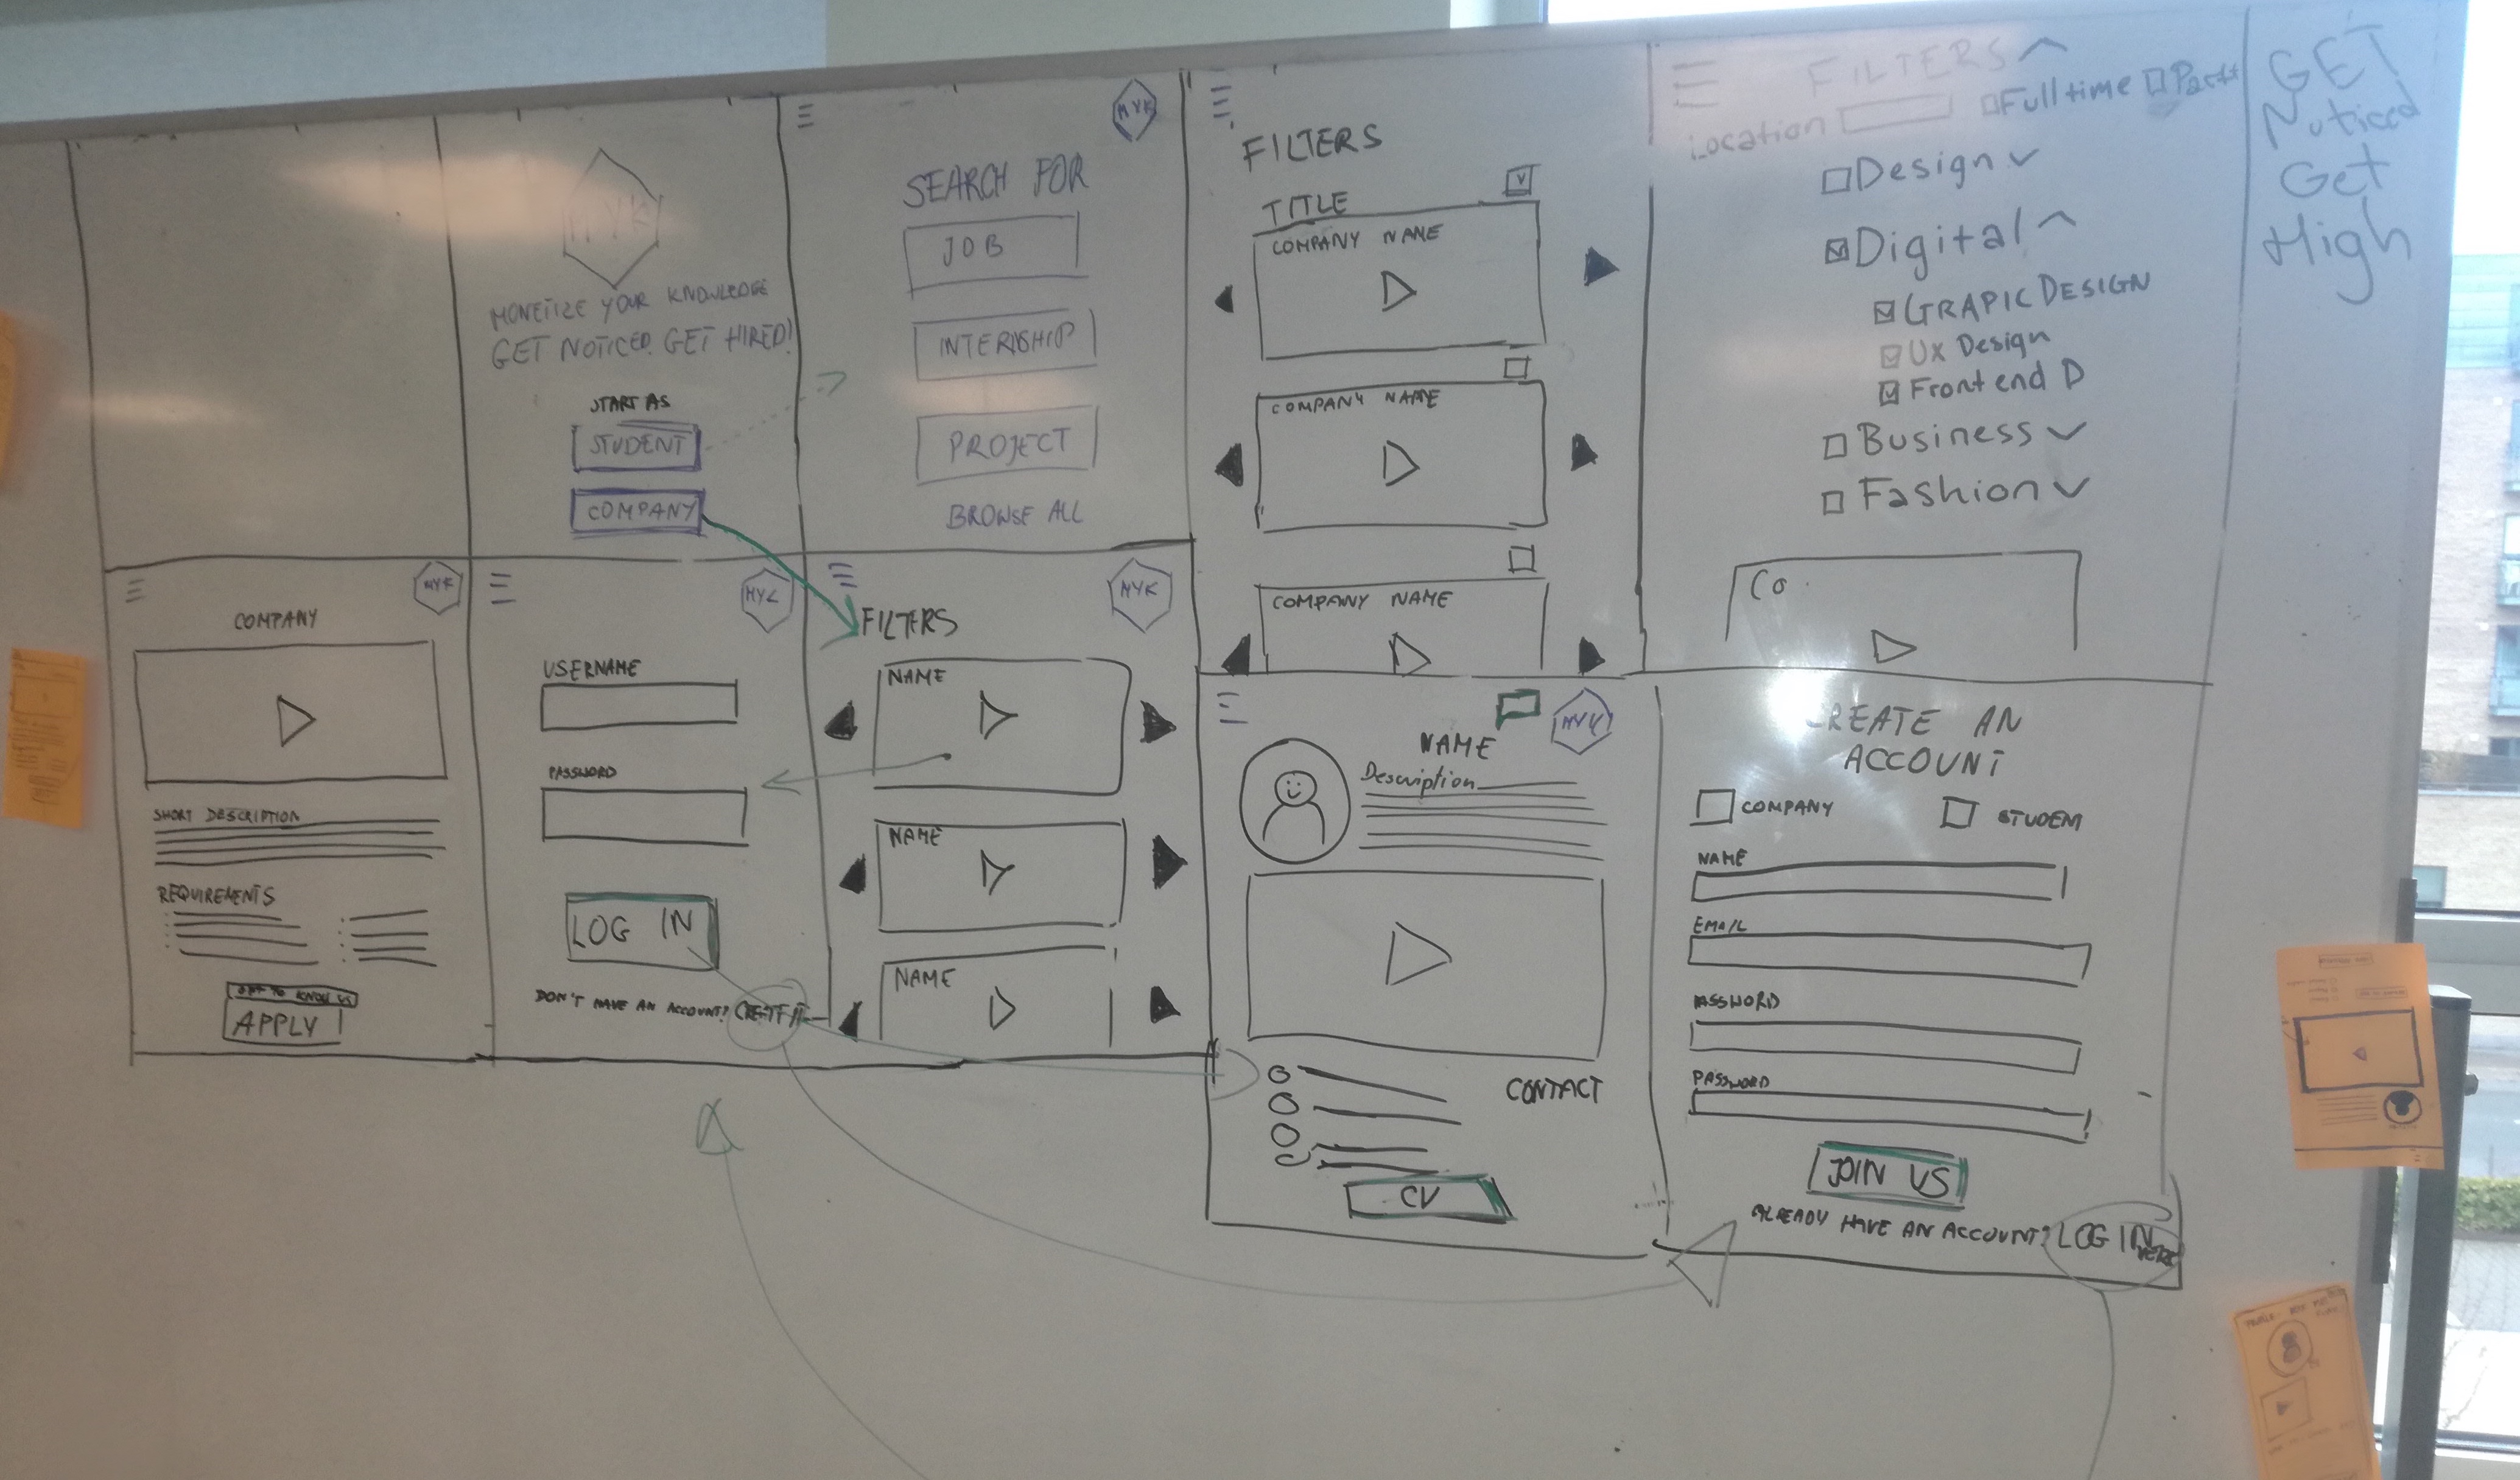 MYK
MONETIZE YOUR KNOWLEDGE
GET NOTICED. GET HIRED!
START AS
STUDENT
COMPANY
MYK
SEARCH FOR
JOB
INTERNSHIP
PROJECT
BROWSE ALL
FILTERS
TITLE
COMPANY NAME
COMPANY NAME
COMPANY NAME
FILTERS
Location
Full time
Part
Design
Digital
GRAPIC DESIGN
Ux Design
Front end D
Business
Fashion
Co
GET
Noticed
Get
High
MYK
COMPANY
SHORT DESCRIPTION
REQUIREMENTS
GET TO KNOW US
APPLY
MYK
USERNAME
PASSWORD
LOG IN
DON'T HAVE AN ACCOUNT? CREATE IT
MYK
FILTERS
NAME
NAME
NAME
MYK
NAME
Description
CONTACT
CV
CREATE AN
ACCOUNT
COMPANY
STUDENT
NAME
EMAIL
PASSWORD
PASSWORD
JOIN US
ALREADY HAVE AN ACCOUNT? LOG IN HERE